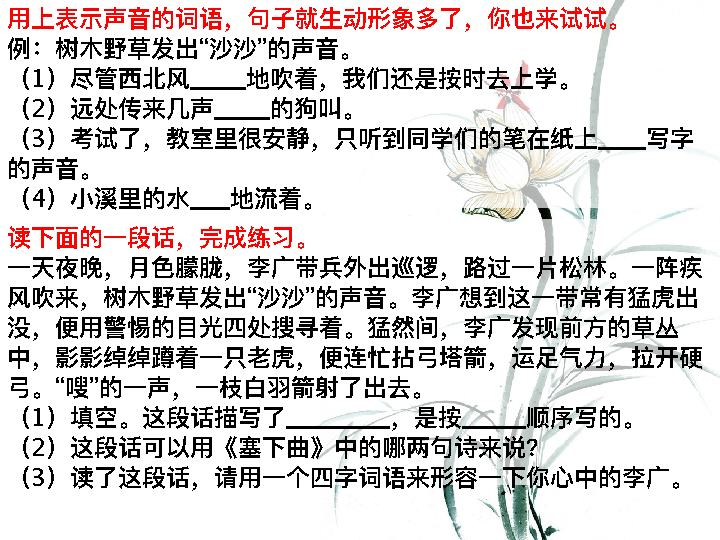 用上表示声音的词语，句子就生动形象多了，你也来试试。
例：树木野草发出“沙沙”的声音。
（1）尽管西北风_____地吹着，我们还是按时去上学。
（2）远处传来几声_____的狗叫。
（3）考试了，教室里很安静，只听到同学们的笔在纸上____写字
的声音。
（4）小溪里的水___地流着。
读下面的一段话，完成练习。
一天夜晚，月色朦胧，李广带兵外出巡逻，路过一片松林。一阵疾
风吹来，树木野草发出“沙沙”的声音。李广想到这一带常有猛虎出
没，便用警惕的目光四处搜寻着。猛然间，李广发现前方的草丛
中，影影绰绰蹲着一只老虎，便连忙拈弓塔箭，运足气力，拉开硬
弓。“嗖”的一声，一枝白羽箭射了出去。
（1）填空。这段话描写了_________，是按_____顺序写的。
（2）这段话可以用《塞下曲》中的哪两句诗来说？
（3）读了这段话，请用一个四字词语来形容一下你心中的李广。